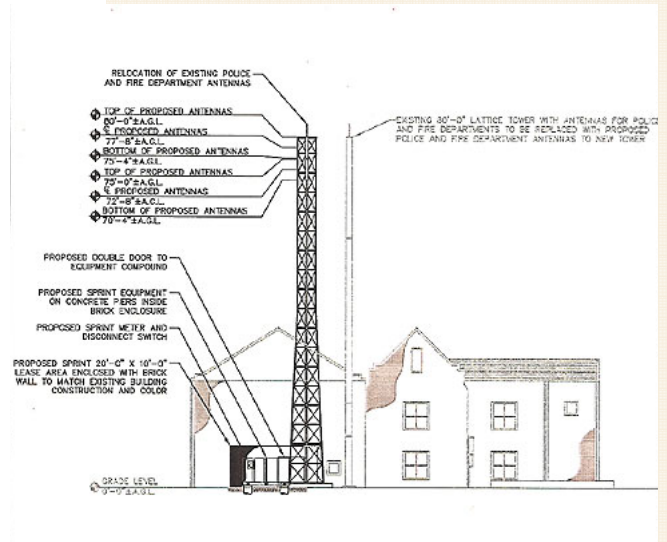 RELOCATION OF EXISTING POLICE
AND FIRE DEPARTMENT ANTENNAS
TOP OF PROPOSED ANTENNAS
80'-0"±A.G.L.
℄ PROPOSED ANTENNAS
77'-8"±A.G.L.
BOTTOM OF PROPOSED ANTENNAS
75'-4"±A.G.L.
TOP OF PROPOSED ANTENNAS
75'-0"±A.G.L.
℄ PROPOSED ANTENNAS
72'-8"±A.G.L.
BOTTOM OF PROPOSED ANTENNAS
70'-4"±A.G.L.
EXISTING 80'-0" LATTICE TOWER WITH ANTENNAS FOR POLICE
AND FIRE DEPARTMENTS TO BE REPLACED WITH PROPOSED
POLICE AND FIRE DEPARTMENT ANTENNAS TO NEW TOWER
PROPOSED DOUBLE DOOR TO
EQUIPMENT COMPOUND
PROPOSED SPRINT EQUIPMENT
ON CONCRETE PIERS INSIDE
BRICK ENCLOSURE
PROPOSED SPRINT METER AND
DISCONNECT SWITCH
PROPOSED SPRINT 20'-0" X 10'-0"
LEASE AREA ENCLOSED WITH BRICK
WALL TO MATCH EXISTING BUILDING
CONSTRUCTION AND COLOR
GRADE LEVEL
0'-0"±A.G.L.